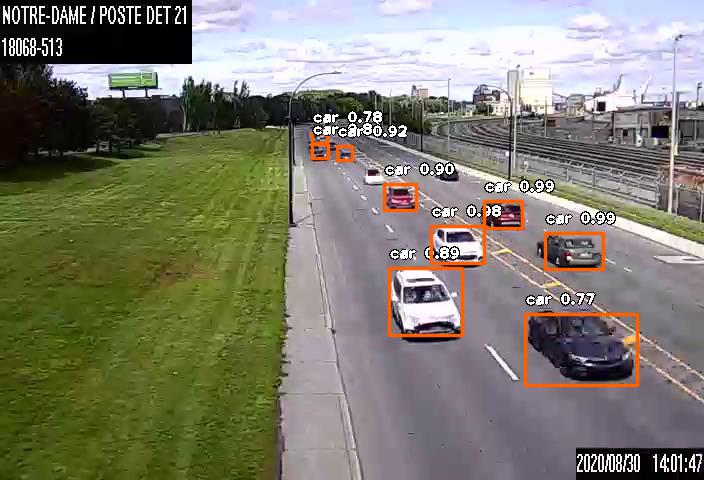 NOTRE-DAME / POSTE DET 21
18068-513
car 0.78
car 0.92
car 0.90
car 0.99
car 0.98
car 0.99
car 0.89
car 0.77
2020/08/30 14:01:47